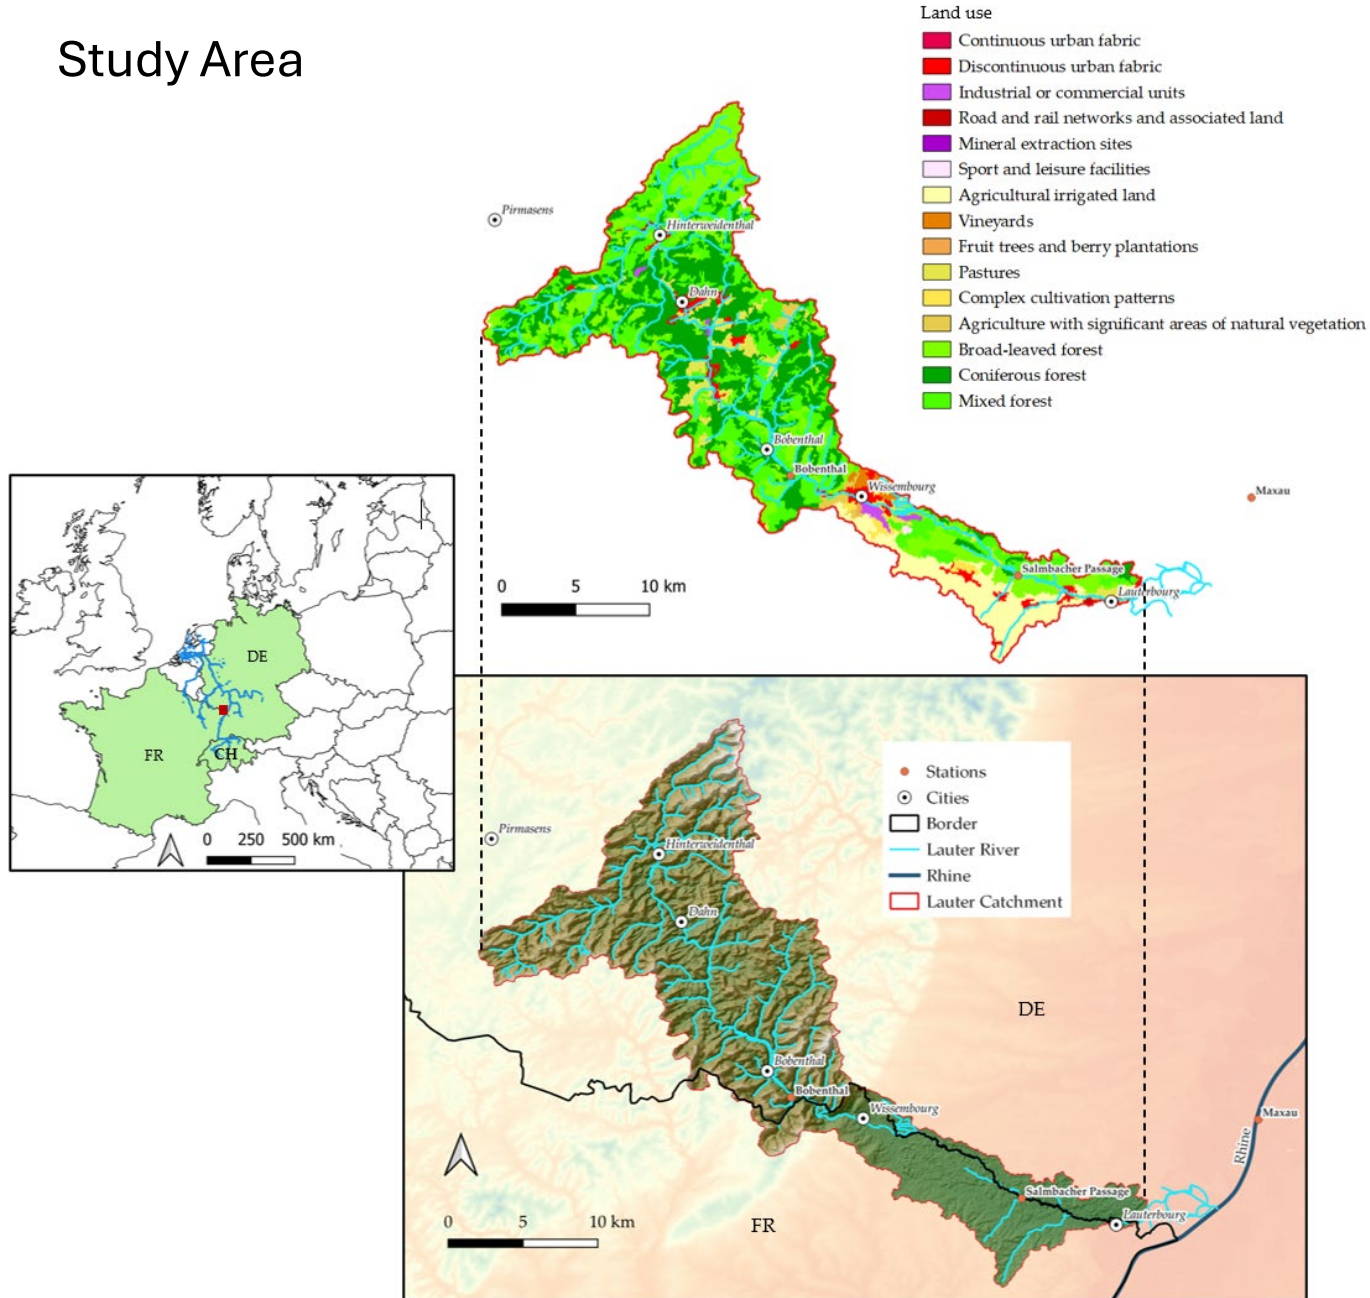 Study Area
Land use
Continuous urban fabric
Discontinuous urban fabric
Industrial or commercial units
Road and rail networks and associated land
Mineral extraction sites
Sport and leisure facilities
Agricultural irrigated land
Vineyards
Fruit trees and berry plantations
Pastures
Complex cultivation patterns
Agriculture with significant areas of natural vegetation
Broad-leaved forest
Coniferous forest
Mixed forest
Pirmasens
Hinterweidenthal
Dahn
Bobenthal
Bobenthal
Wissembourg
Maxau
Salmbacher Passage
Lauterbourg
0 5 10 km
DE
FR
CH
0 250 500 km
Stations
Cities
Border
Lauter River
Rhine
Lauter Catchment
Pirmasens
Hinterweidenthal
Dahn
DE
Bobenthal
Bobenthal
Wissembourg
Maxau
Rhine
Salmbacher Passage
Lauterbourg
FR
0 5 10 km